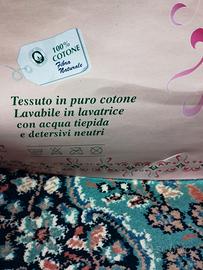 100%
COTONE
Fibra
Naturale
Tessuto in puro cotone
Lavabile in lavatrice
con acqua tiepida
e detersivi neutri